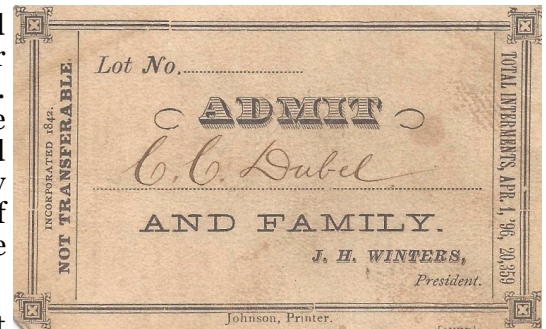 INCORPORATED 1842.
NOT TRANSFERABLE.
Lot No.
ADMIT
C. C. Dubel
AND FAMILY.
J. H. WINTERS,
President.
TOTAL INTERMENTS, APR. 1, '96, 20,359
Johnson, Printer.